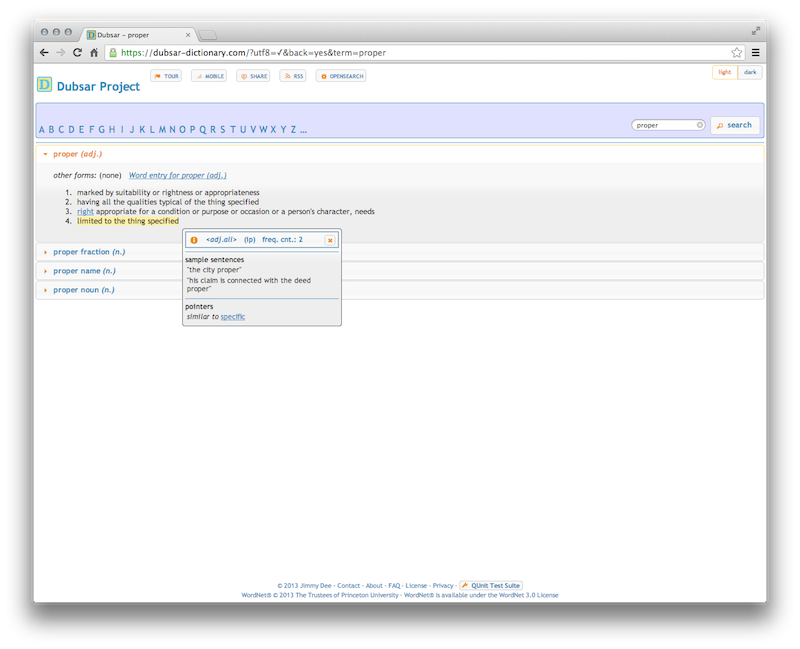 Dubsar - proper
https://dubsar-dictionary.com/?utf8=✓&back=yes&term=proper
D Dubsar Project
TOUR MOBILE SHARE RSS OPENSEARCH
light dark
A B C D E F G H I J K L M N O P Q R S T U V W X Y Z ...
proper search
proper (adj.)
other forms: (none) Word entry for proper (adj.)
1. marked by suitability or rightness or appropriateness
2. having all the qualities typical of the thing specified
3. right appropriate for a condition or purpose or occasion or a person's character, needs
4. limited to the thing specified
<adj.all> (ip) freq. cnt.: 2
sample sentences
"the city proper"
"his claim is connected with the deed
proper"
pointers
similar to specific
proper fraction (n.)
proper name (n.)
proper noun (n.)
© 2013 Jimmy Dee - Contact - About - FAQ - License - Privacy - QUnit Test Suite
WordNet® © 2013 The Trustees of Princeton University - WordNet® is available under the WordNet 3.0 License